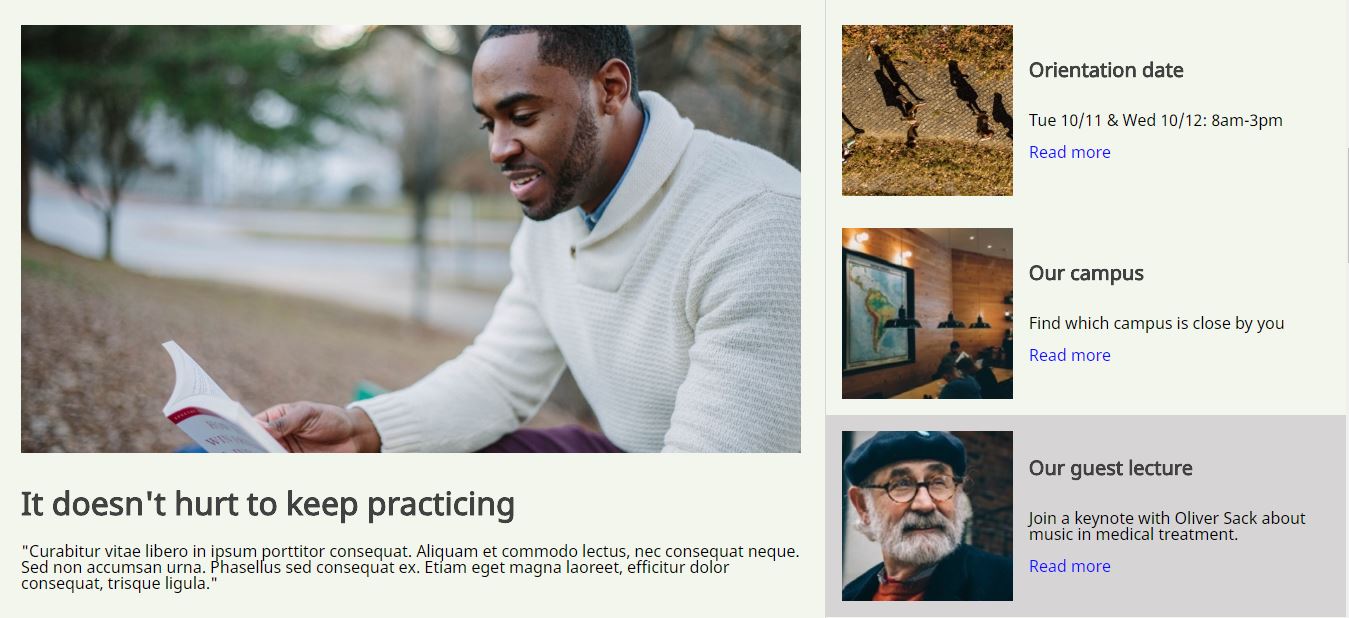 It doesn't hurt to keep practicing
"Curabitur vitae libero in ipsum porttitor consequat. Aliquam et commodo lectus, nec consequat neque.
Sed non accumsan urna. Phasellus sed consequat ex. Etiam eget magna laoreet, efficitur dolor
consequat, trisque ligula."
Orientation date
Tue 10/11 & Wed 10/12: 8am-3pm
Read more
Our campus
Find which campus is close by you
Read more
Our guest lecture
Join a keynote with Oliver Sack about
music in medical treatment.
Read more